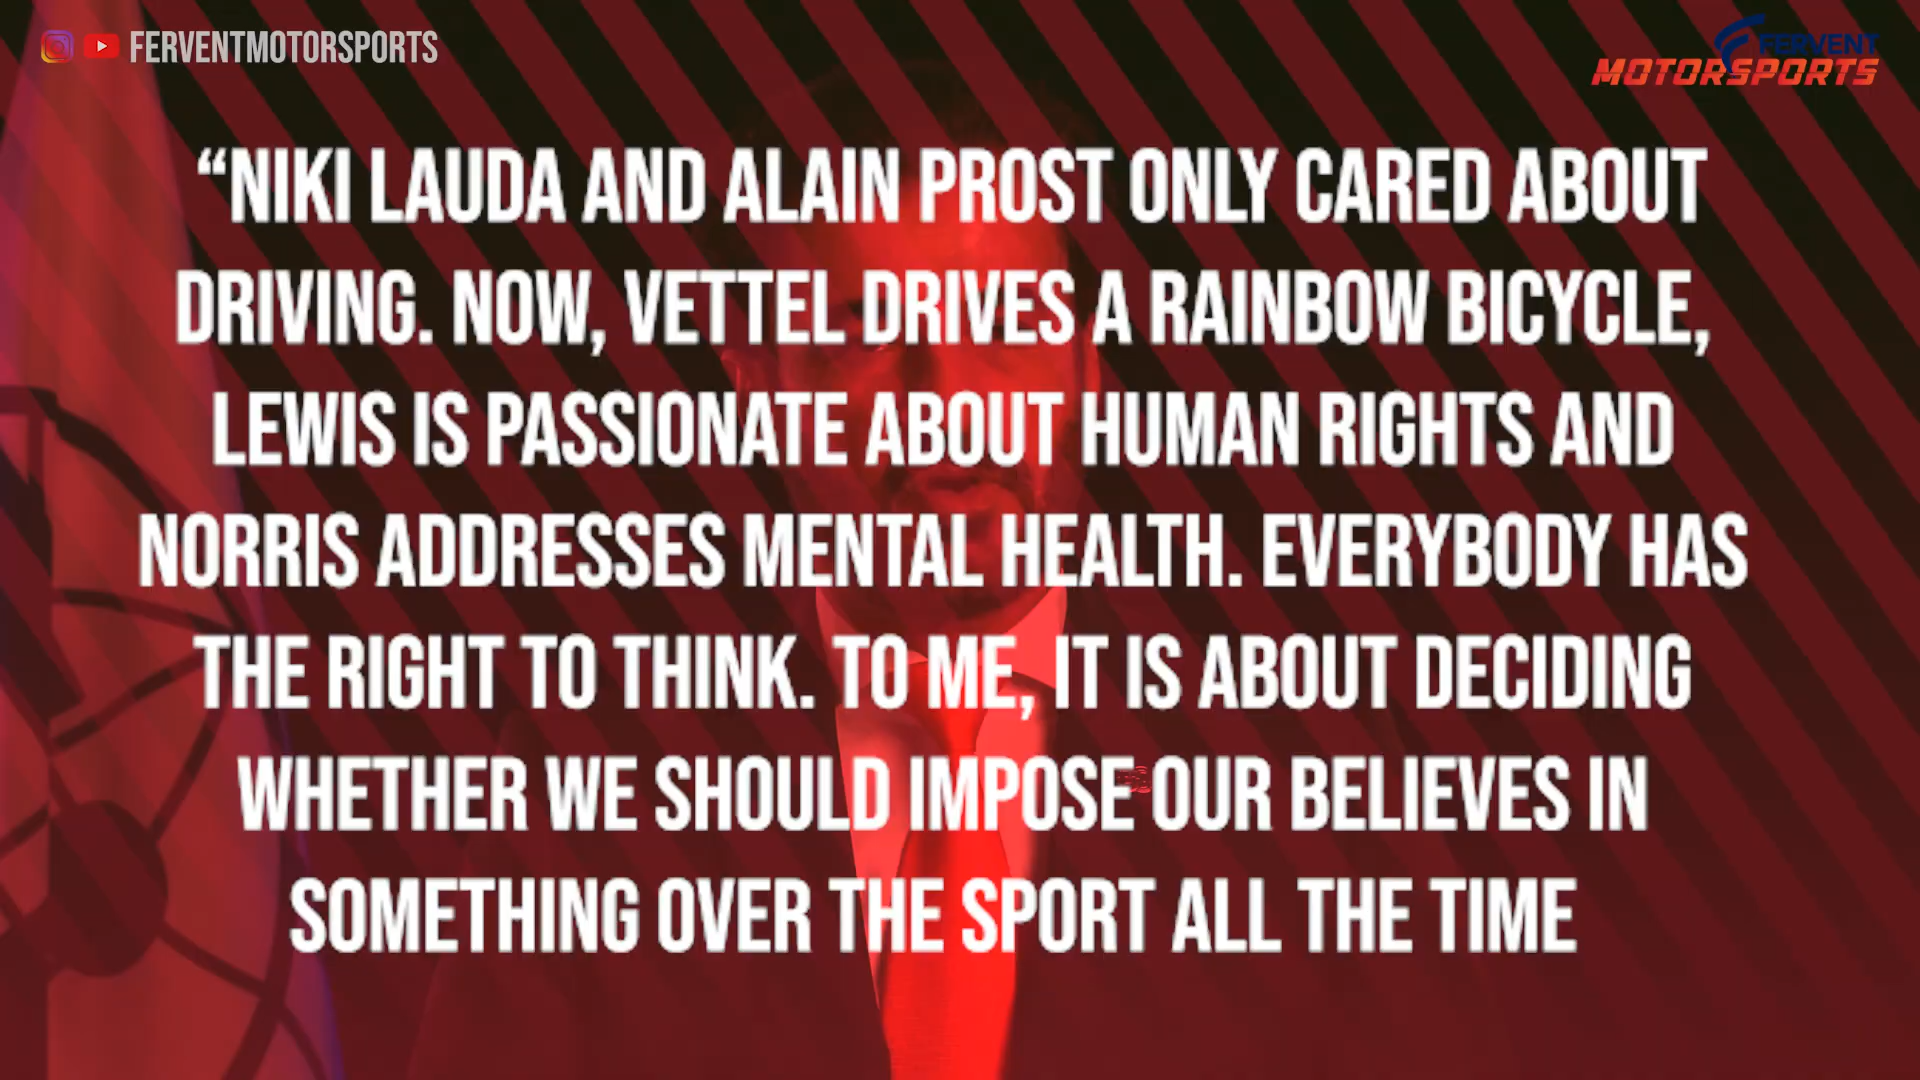 FERVENTMOTORSPORTS
FERVENT
MOTORSPORTS
“NIKI LAUDA AND ALAIN PROST ONLY CARED ABOUT
DRIVING. NOW, VETTEL DRIVES A RAINBOW BICYCLE,
LEWIS IS PASSIONATE ABOUT HUMAN RIGHTS AND
NORRIS ADDRESSES MENTAL HEALTH. EVERYBODY HAS
THE RIGHT TO THINK. TO ME, IT IS ABOUT DECIDING
WHETHER WE SHOULD IMPOSE OUR BELIEVES IN
SOMETHING OVER THE SPORT ALL THE TIME